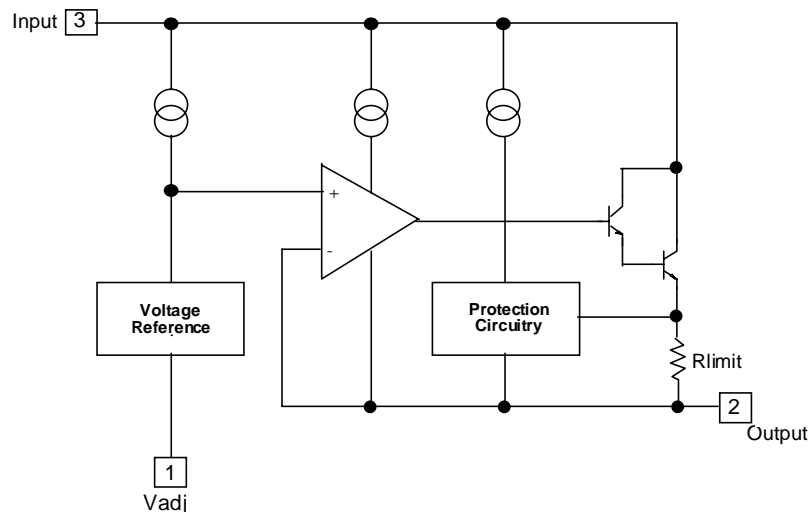 Input 3
+
-
Voltage
Reference
Protection
Circuitry
Rlimit
2
Output
1
Vadj